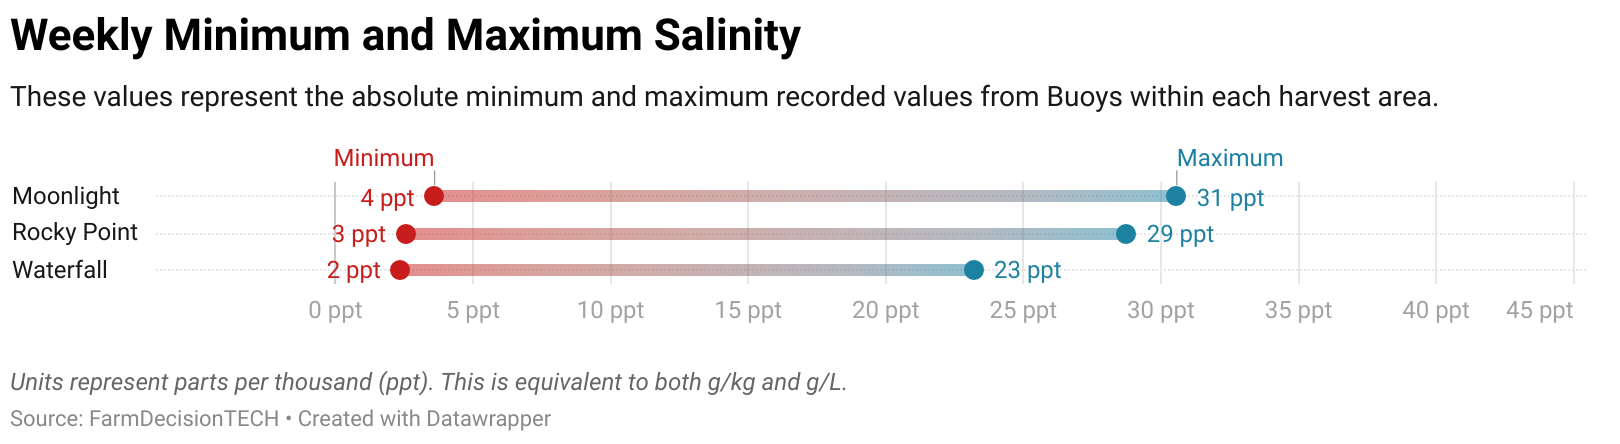 Weekly Minimum and Maximum Salinity
These values represent the absolute minimum and maximum recorded values from Buoys within each harvest area.
Minimum Maximum
Moonlight 4 ppt 31 ppt
Rocky Point 3 ppt 29 ppt
Waterfall 2 ppt 23 ppt
0 ppt 5 ppt 10 ppt 15 ppt 20 ppt 25 ppt 30 ppt 35 ppt 40 ppt 45 ppt
Units represent parts per thousand (ppt). This is equivalent to both g/kg and g/L.
Source: FarmDecisionTECH • Created with Datawrapper